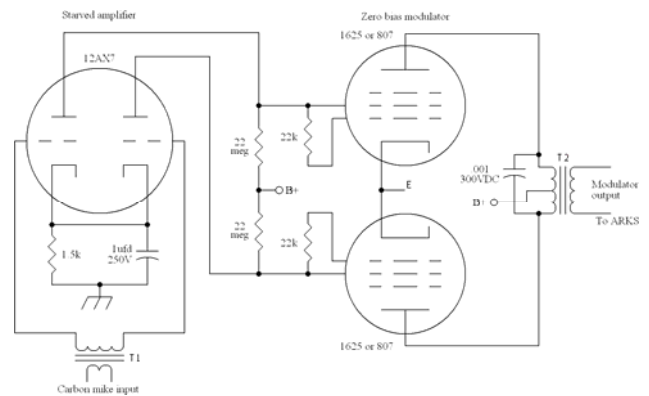 Starved amplifier
Zero bias modulator
1625 or 807
12AX7
22
meg
22k
B+
22
meg
22k
E
.001
300VDC
B+
T2
Modulator
output
To ARKS
1.5k
1ufd
250V
T1
Carbon mike input
1625 or 807